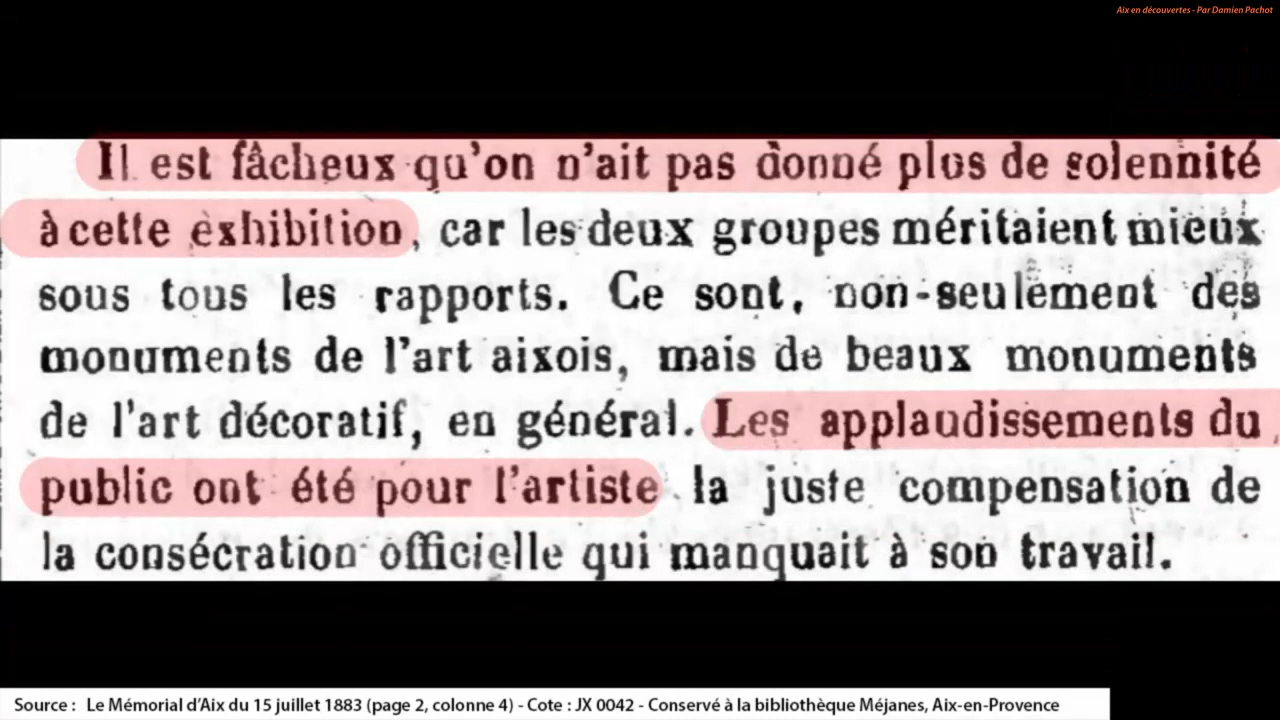 Aix en découvertes - Par Damien Pachot
Il est fâcheux qu'on n'ait pas donné plus de solennité
à cette exhibition, car les deux groupes méritaient mieux
sous tous les rapports. Ce sont, non-seulement des
monuments de l'art aixois, mais de beaux monuments
de l'art décoratif, en général. Les applaudissements du
public ont été pour l'artiste la juste compensation de
la consécration officielle qui manquait à son travail.
Source : Le Mémorial d'Aix du 15 juillet 1883 (page 2, colonne 4) - Cote : JX 0042 - Conservé à la bibliothèque Méjanes, Aix-en-Provence